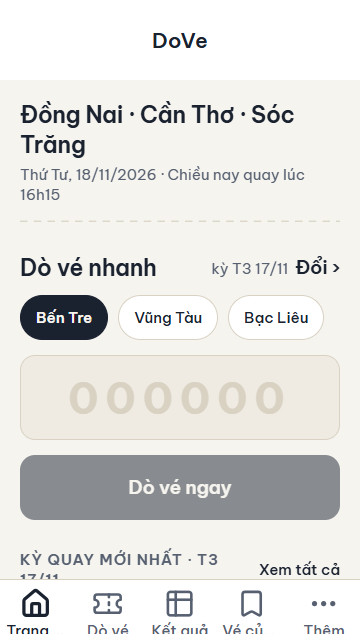 DoVe
Đồng Nai · Cần Thơ · Sóc
Trăng
Thứ Tư, 18/11/2026 · Chiều nay quay lúc
16h15
Dò vé nhanh
kỳ T3 17/11 Đổi ›
Bến Tre
Vũng Tàu
Bạc Liêu
000000
Dò vé ngay
KỲ QUAY MỚI NHẤT · T3
17/11
Xem tất cả
Trang
Dò vé
Kết quả
Vé củ
Thêm